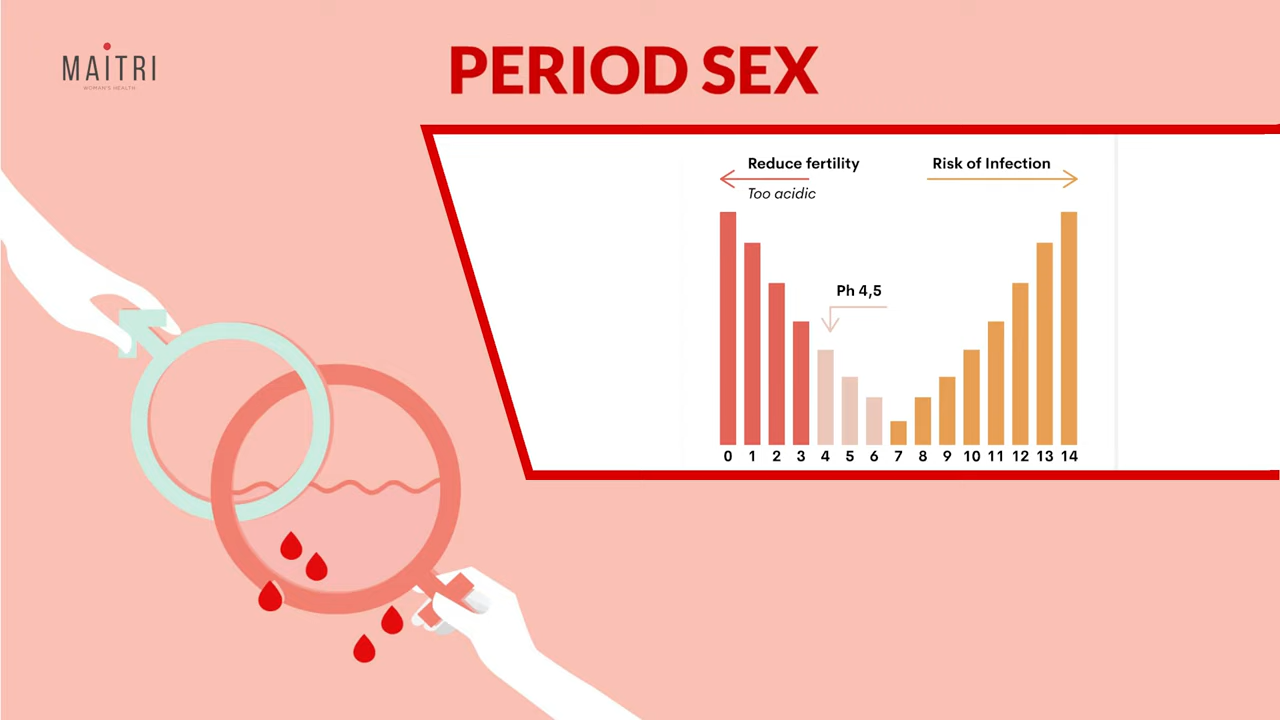 MAITRI
WOMAN'S HEALTH
PERIOD SEX
Reduce fertility
Too acidic
Risk of Infection
Ph 4,5
0 1 2 3 4 5 6 7 8 9 10 11 12 13 14